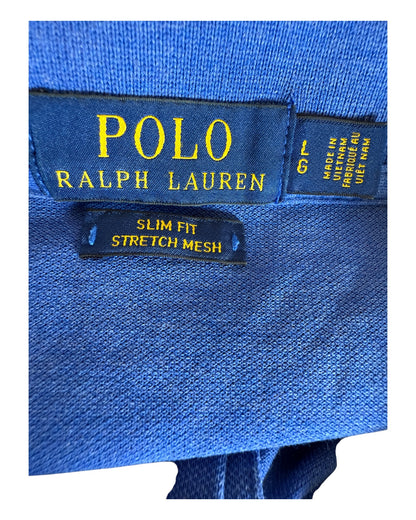 POLO
RALPH LAUREN
L
G
MADE IN
VIETNAM
FABRIQUÉ AU
VIÊT NAM
SLIM FIT
STRETCH MESH